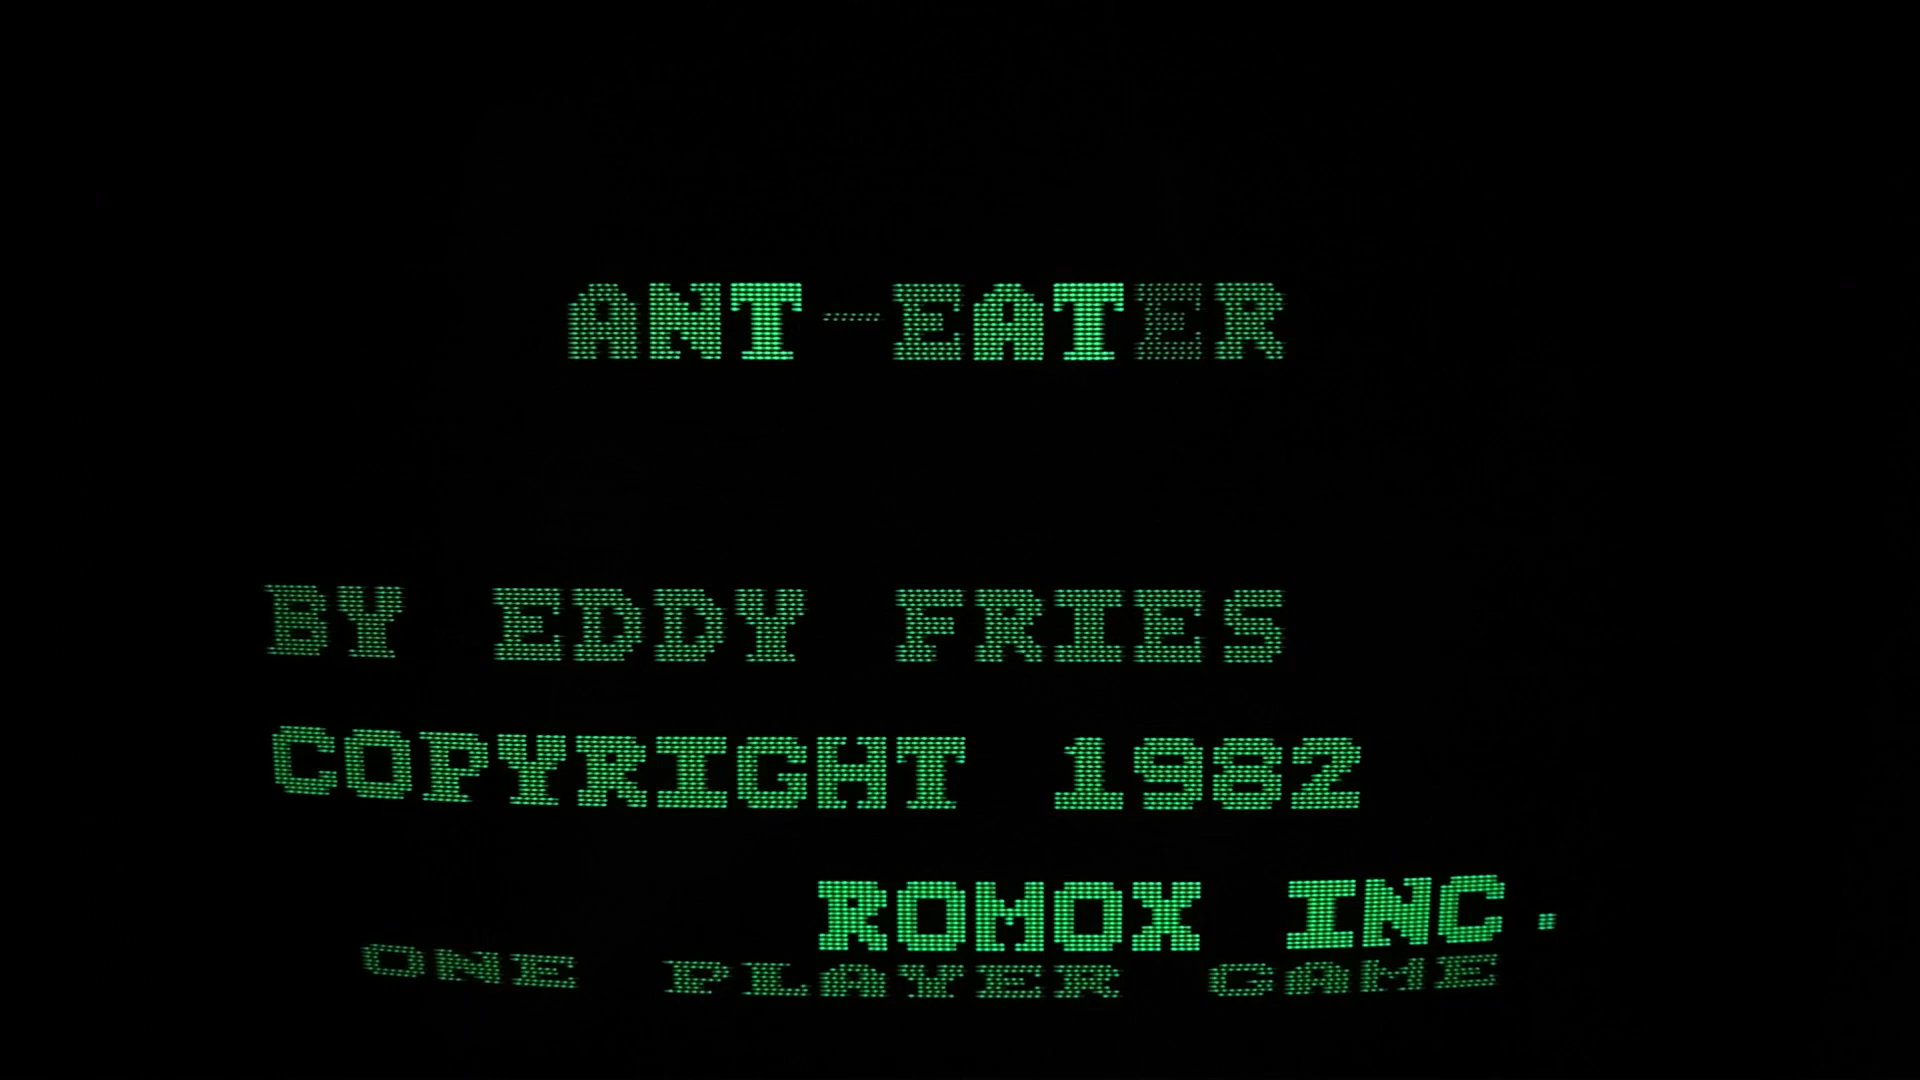 ANT-EATER
BY EDDY FRIES
COPYRIGHT 1982
ROMOX INC.
ONE PLAYER GAME